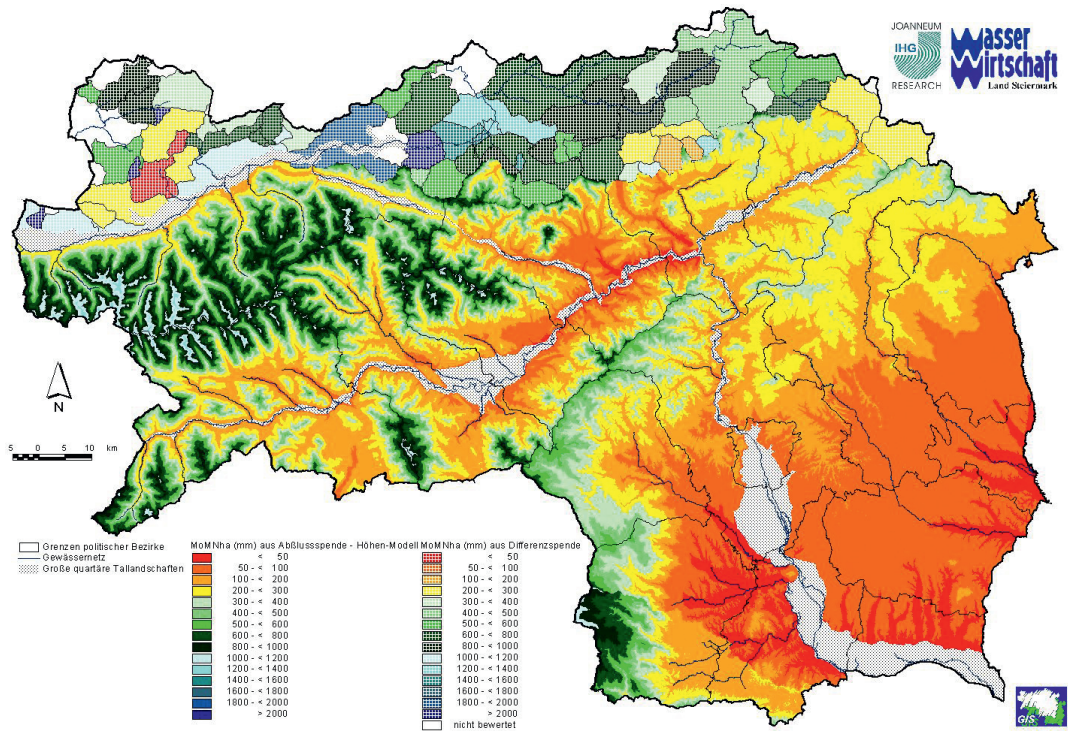 JOANNEUM
IHG
RESEARCH
Wasser
Wirtschaft
Land Steiermark
N
5 0 5 10 km
Grenzen politischer Bezirke
Gewässernetz
Große quartäre Tallandschaften
MoMNha (mm) aus Abflussspende - Höhen-Modell
< 50
50 - < 100
100 - < 200
200 - < 300
300 - < 400
400 - < 500
500 - < 600
600 - < 800
800 - < 1000
1000 - < 1200
1200 - < 1400
1400 - < 1600
1600 - < 1800
1800 - < 2000
> 2000
MoMNha (mm) aus Differenzspende
< 50
50 - < 100
100 - < 200
200 - < 300
300 - < 400
400 - < 500
500 - < 600
600 - < 800
800 - < 1000
1000 - < 1200
1200 - < 1400
1400 - < 1600
1600 - < 1800
1800 - < 2000
> 2000
nicht bewertet
GIS